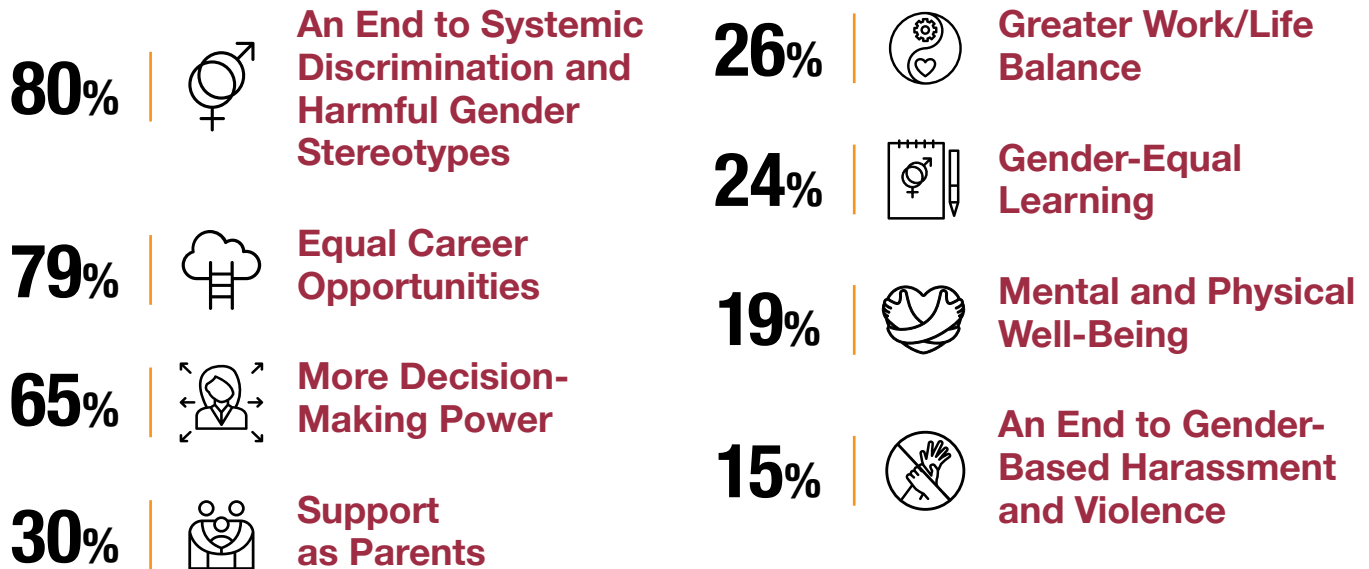 80%
An End to Systemic
Discrimination and
Harmful Gender
Stereotypes
79%
Equal Career
Opportunities
65%
More Decision-
Making Power
30%
Support
as Parents
26%
Greater Work/Life
Balance
24%
Gender-Equal
Learning
19%
Mental and Physical
Well-Being
15%
An End to Gender-
Based Harassment
and Violence